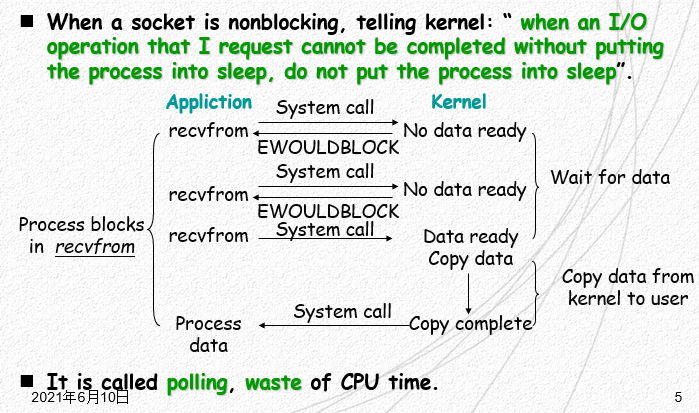 When a socket is nonblocking, telling kernel: “ when an I/O
operation that I request cannot be completed without putting
the process into sleep, do not put the process into sleep”.
Appliction System call Kernel
recvfrom No data ready
EWOULDBLOCK
System call
recvfrom No data ready
Wait for data
EWOULDBLOCK
Process blocks
in recvfrom
recvfrom System call Data ready
Copy data
Copy data from
kernel to user
System call
Process
data
Copy complete
It is called polling, waste of CPU time.
2021年6月10日 5